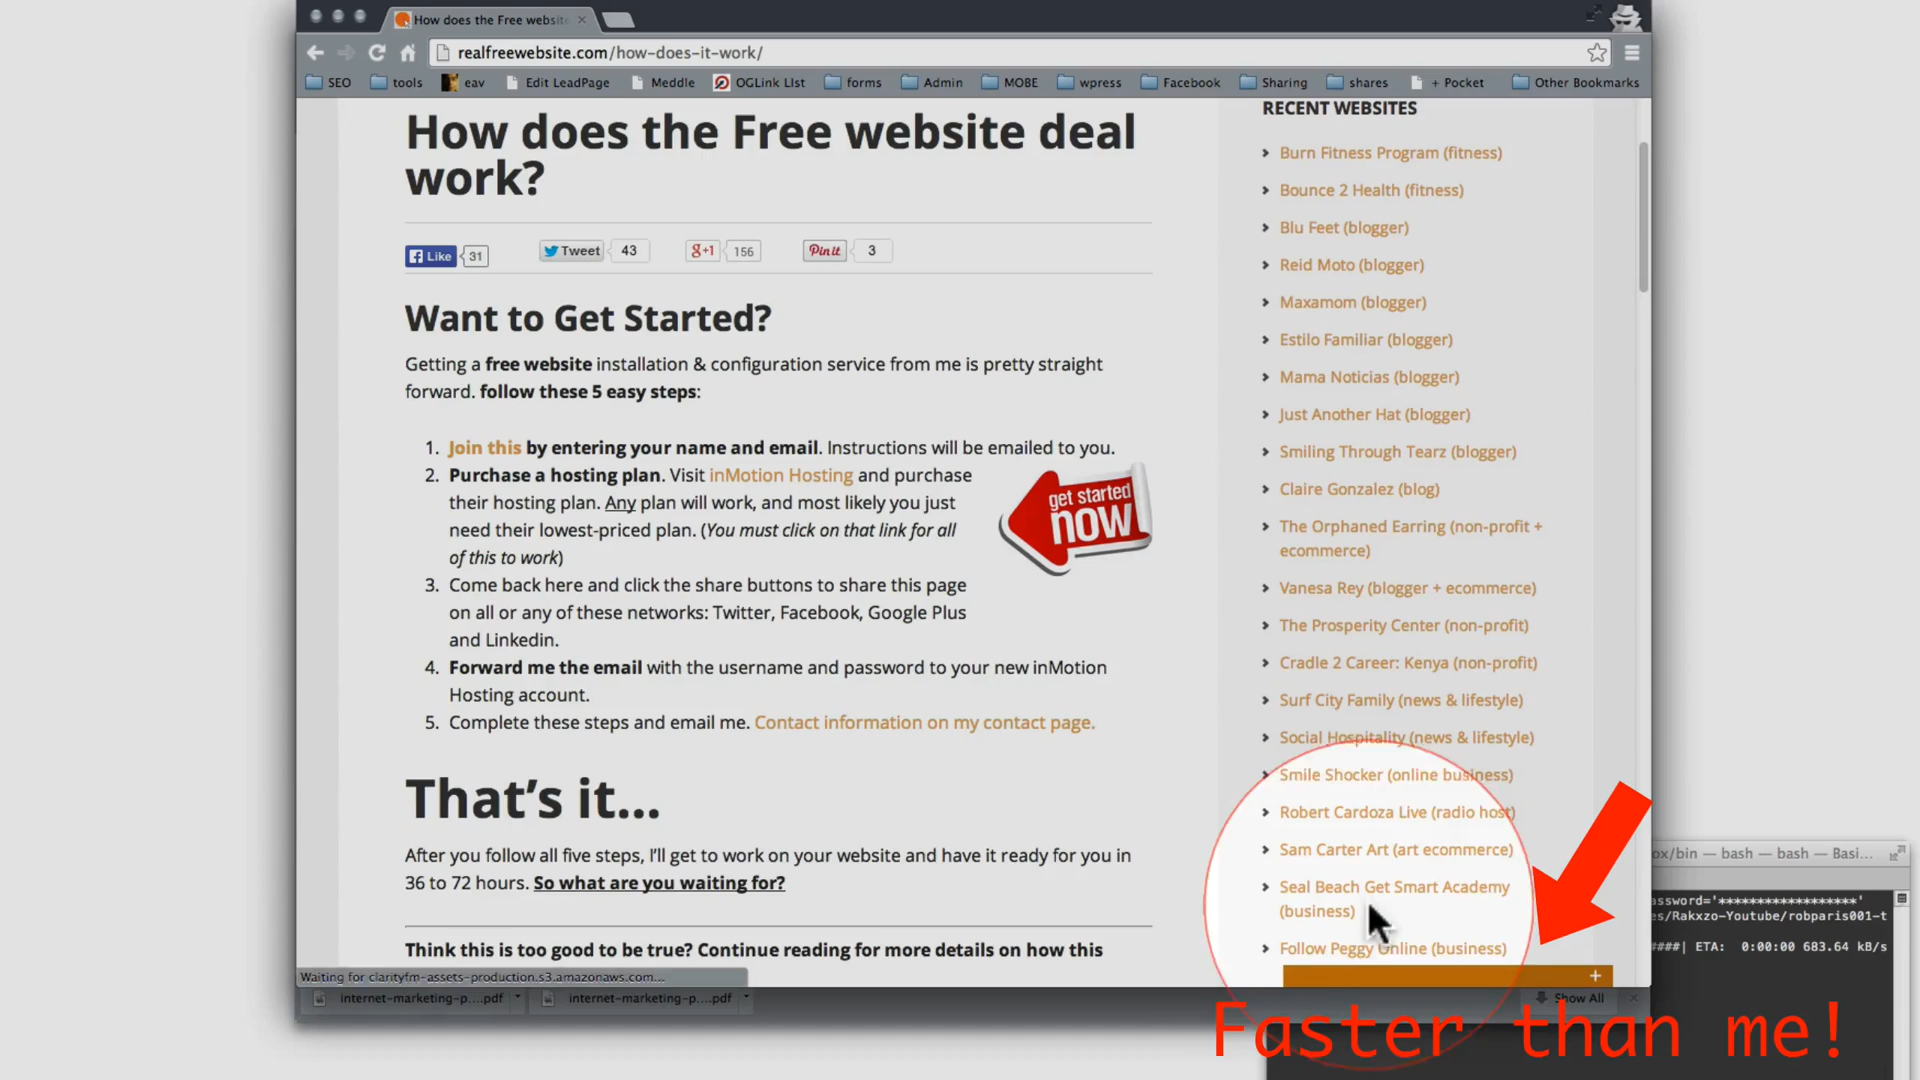 How does the Free websit
realfreewebsite.com/how-does-it-work/
SEO tools eav Edit LeadPage Meddle OGLink LIst forms Admin MOBE wpress Facebook Sharing shares + Pocket Other Bookmarks
How does the Free website deal
work?
Like 31 Tweet 43 g+1 156 Pin it 3
Want to Get Started?
Getting a free website installation & configuration service from me is pretty straight
forward. follow these 5 easy steps:
1. Join this by entering your name and email. Instructions will be emailed to you.
2. Purchase a hosting plan. Visit inMotion Hosting and purchase
their hosting plan. Any plan will work, and most likely you just
need their lowest-priced plan. (You must click on that link for all
of this to work)
get started
now
3. Come back here and click the share buttons to share this page
on all or any of these networks: Twitter, Facebook, Google Plus
and Linkedin.
4. Forward me the email with the username and password to your new inMotion
Hosting account.
5. Complete these steps and email me. Contact information on my contact page.
That's it...
After you follow all five steps, I'll get to work on your website and have it ready for you in
36 to 72 hours. So what are you waiting for?
Think this is too good to be true? Continue reading for more details on how this
RECENT WEBSITES
Burn Fitness Program (fitness)
Bounce 2 Health (fitness)
Blu Feet (blogger)
Reid Moto (blogger)
Maxamom (blogger)
Estilo Familiar (blogger)
Mama Noticias (blogger)
Just Another Hat (blogger)
Smiling Through Tearz (blogger)
Claire Gonzalez (blog)
The Orphaned Earring (non-profit +
ecommerce)
Vanesa Rey (blogger + ecommerce)
The Prosperity Center (non-profit)
Cradle 2 Career: Kenya (non-profit)
Surf City Family (news & lifestyle)
Social Hospitality (news & lifestyle)
Smile Shocker (online business)
Robert Cardoza Live (radio host)
Sam Carter Art (art ecommerce)
Seal Beach Get Smart Academy
(business)
Follow Peggy Online (business)
+
Waiting for clarityfm-assets-production.s3.amazonaws.com...
internet-marketing-p....pdf internet-marketing-p....pdf Show All
ox/bin — bash — bash — Basi...
assword='******************'
es/Rakxzo-Youtube/robparis001-t
####| ETA: 0:00:00 683.64 kB/s
Faster than me!